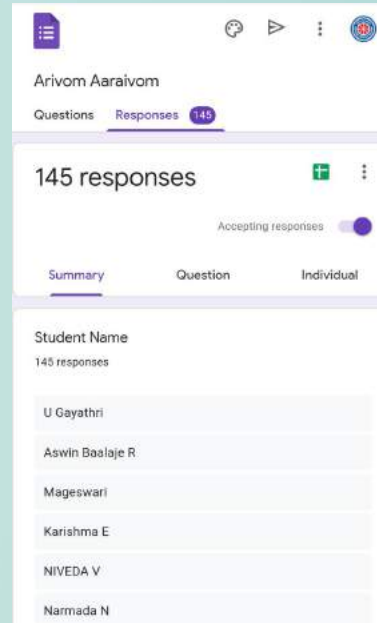 Arivom Aaraivom
Questions Responses 145
145 responses
Accepting responses
Summary Question Individual
Student Name
145 responses
U Gayathri
Aswin Baalaje R
Mageswari
Karishma E
NIVEDA V
Narmada N